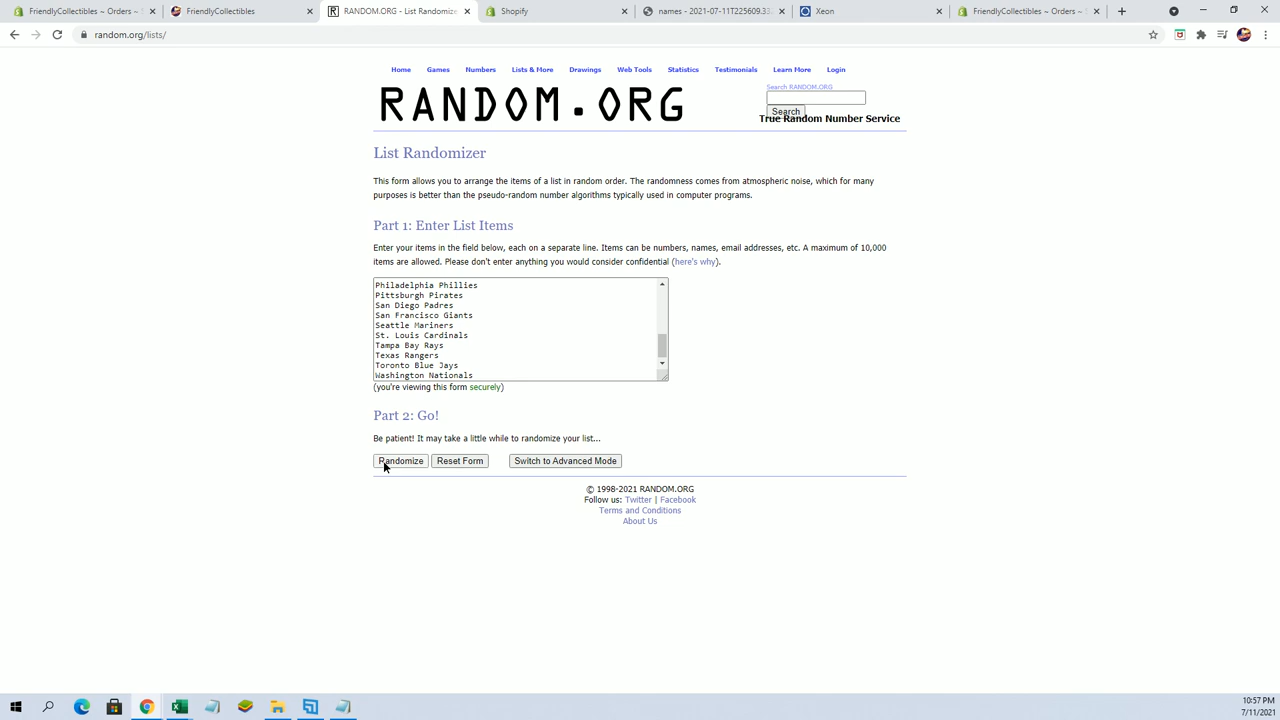 FriendlyCollectibles ~ Orders ~
FriendlyCollectibles
RANDOM.ORG - List Randomizer
Shopify
names - 2021-07-11T225609.33
Xeon
FriendlyCollectibles ~ Orders ~
random.org/lists/
Home Games Numbers Lists & More Drawings Web Tools Statistics Testimonials Learn More Login
RANDOM.ORG
Search RANDOM.ORG
Search
True Random Number Service
List Randomizer
This form allows you to arrange the items of a list in random order. The randomness comes from atmospheric noise, which for many
purposes is better than the pseudo-random number algorithms typically used in computer programs.
Part 1: Enter List Items
Enter your items in the field below, each on a separate line. Items can be numbers, names, email addresses, etc. A maximum of 10,000
items are allowed. Please don't enter anything you would consider confidential (here's why).
Philadelphia Phillies
Pittsburgh Pirates
San Diego Padres
San Francisco Giants
Seattle Mariners
St. Louis Cardinals
Tampa Bay Rays
Texas Rangers
Toronto Blue Jays
Washington Nationals
(you're viewing this form securely)
Part 2: Go!
Be patient! It may take a little while to randomize your list...
Randomize Reset Form Switch to Advanced Mode
© 1998-2021 RANDOM.ORG
Follow us: Twitter | Facebook
Terms and Conditions
About Us
10:57 PM
7/11/2021